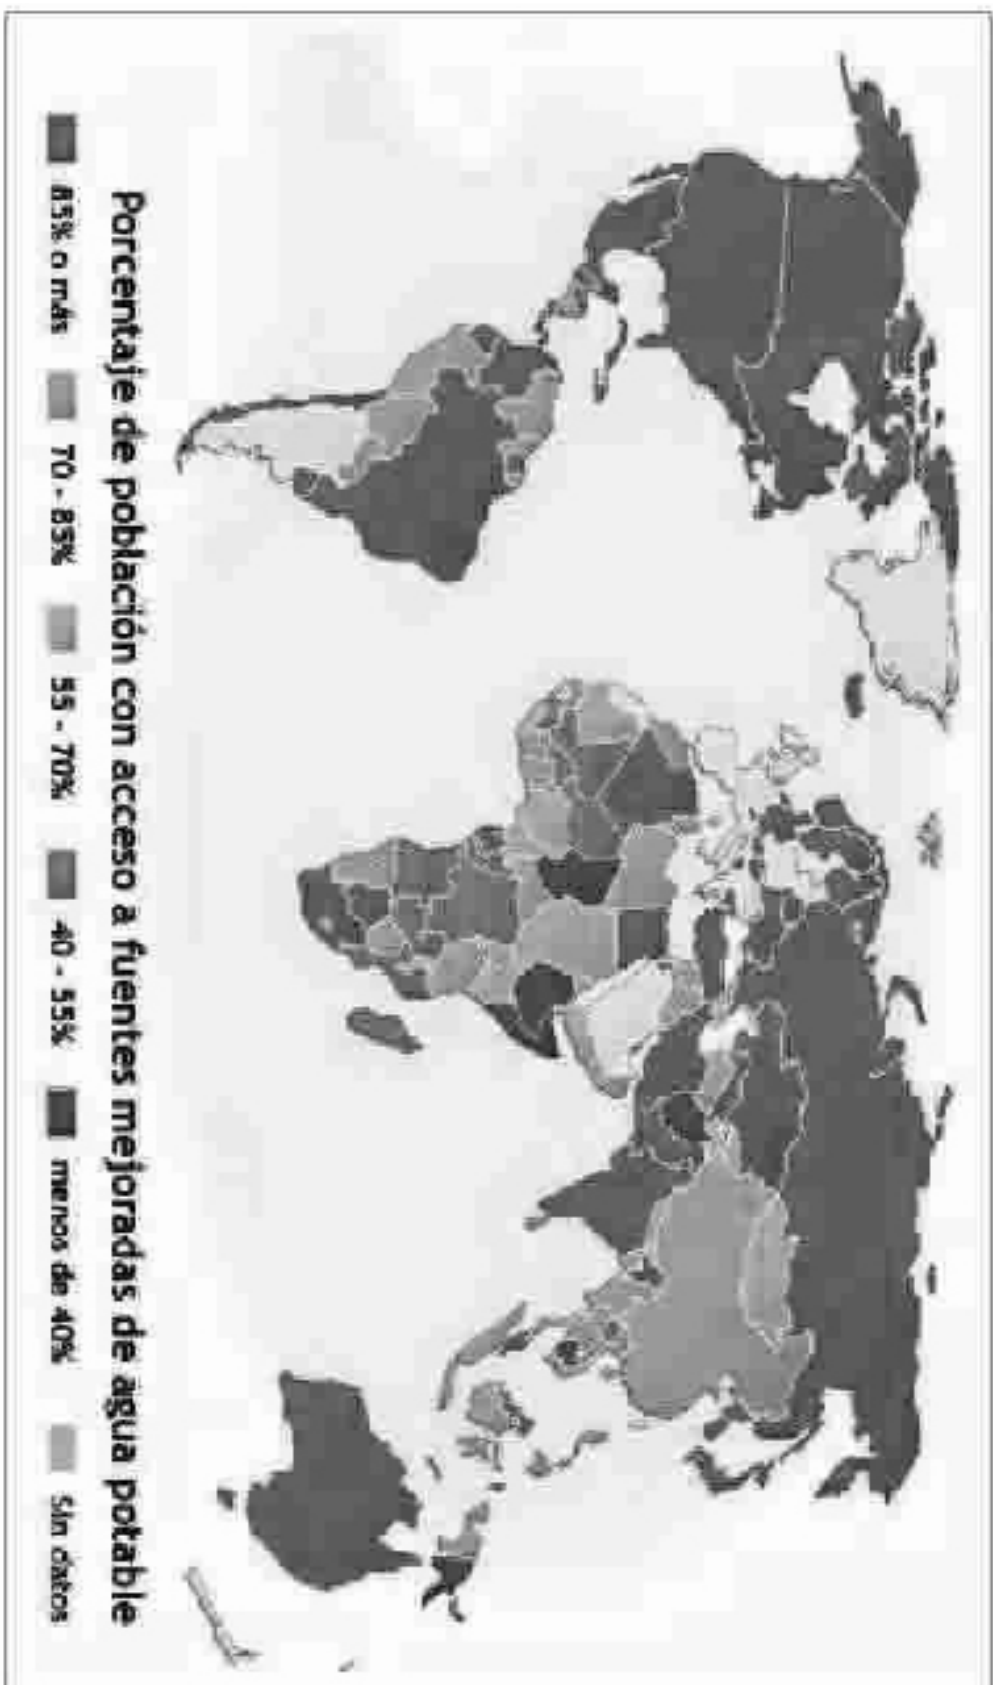 Porcentaje de población con acceso a fuentes mejoradas de agua potable
85% o más 70 - 85% 55 - 70% 40 - 55% menos de 40% Sin datos